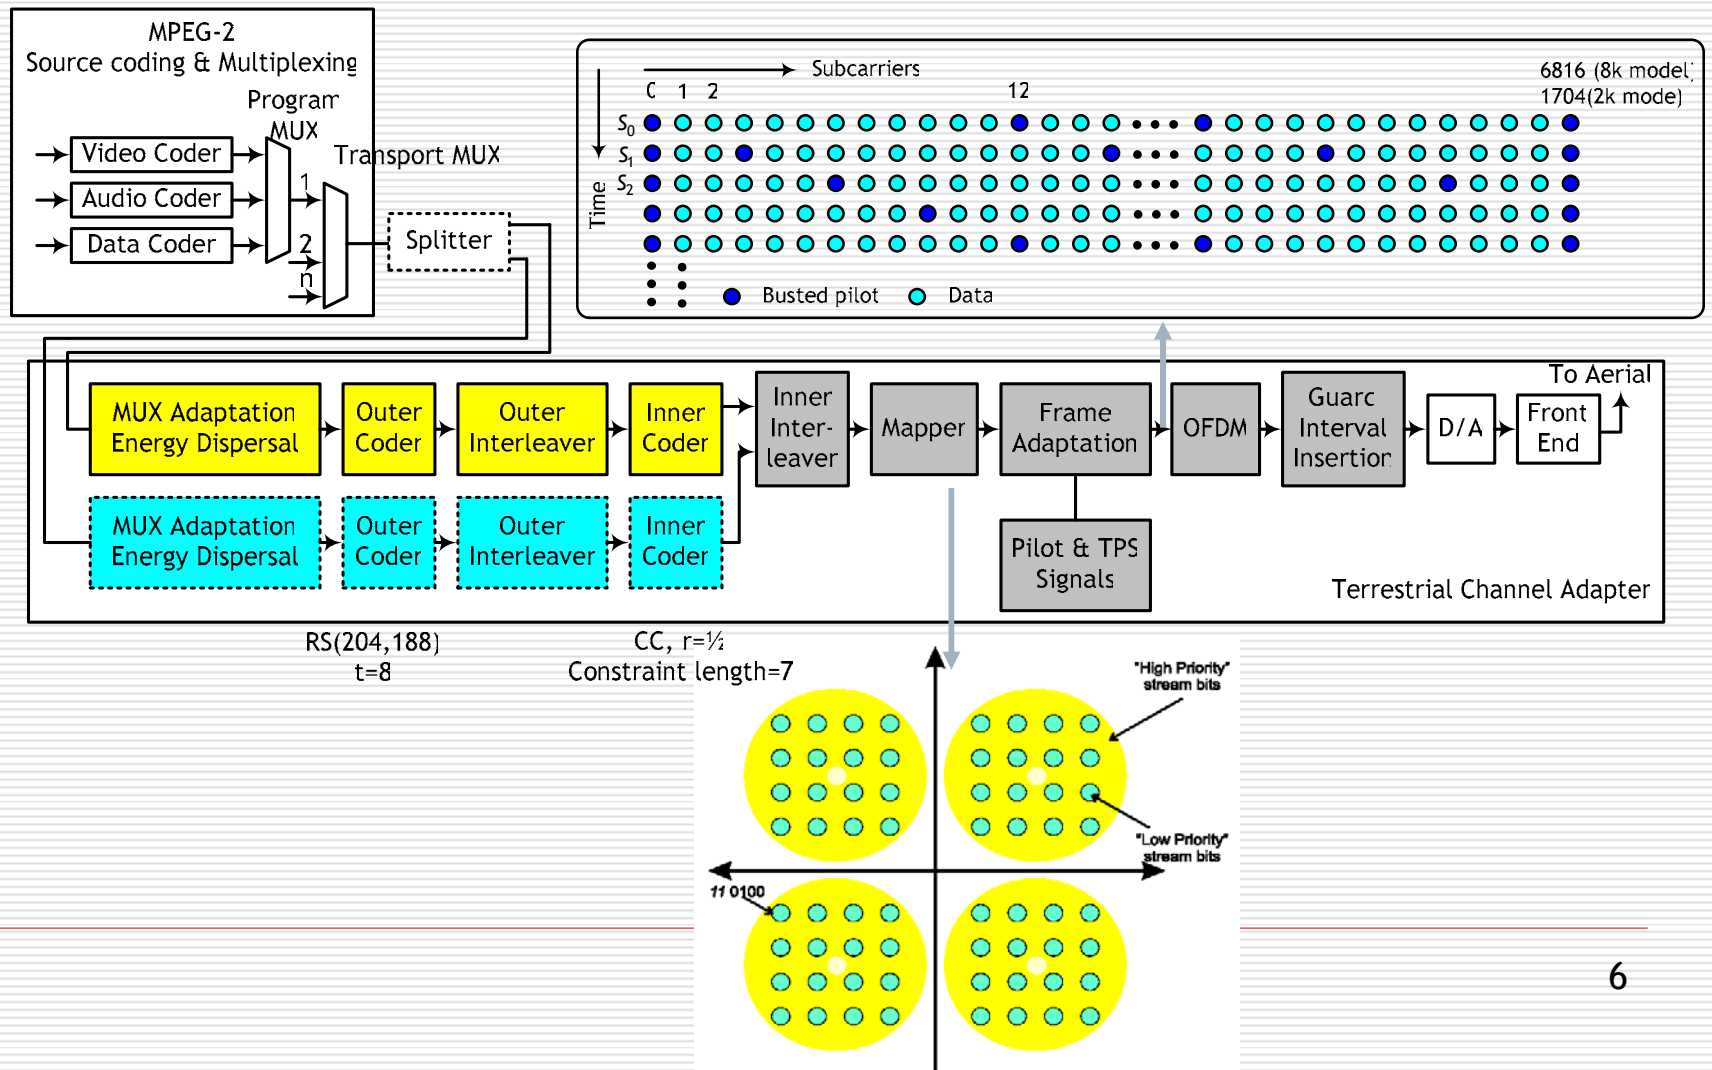 MPEG-2
Source coding & Multiplexing
Program
MUX
Video Coder
Audio Coder
Data Coder
1
2
n
Transport MUX
Splitter
Subcarriers
6816 (8k model)
1704(2k mode)
0 1 2 12
S0
S1
S2
Time
Busted pilot
Data
MUX Adaptation
Energy Dispersal
Outer
Coder
Outer
Interleaver
Inner
Coder
MUX Adaptation
Energy Dispersal
Outer
Coder
Outer
Interleaver
Inner
Coder
Inner
Inter-
leaver
Mapper
Frame
Adaptation
Pilot & TPS
Signals
OFDM
Guard
Interval
Insertion
D/A
Front
End
To Aerial
Terrestrial Channel Adapter
RS(204,188)
t=8
CC, r=½
Constraint length=7
"High Priority"
stream bits
"Low Priority"
stream bits
11 0100
6